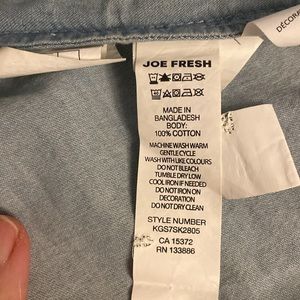 JOE FRESH
MADE IN
BANGLADESH
BODY:
100% COTTON
MACHINE WASH WARM
GENTLE CYCLE
WASH WITH LIKE COLOURS
DO NOT BLEACH
TUMBLE DRY LOW
COOL IRON IF NEEDED
DO NOT IRON ON
DECORATION
DO NOT DRY CLEAN
STYLE NUMBER
KGS7SK2805
CA 15372
RN 133886
DÉCORA